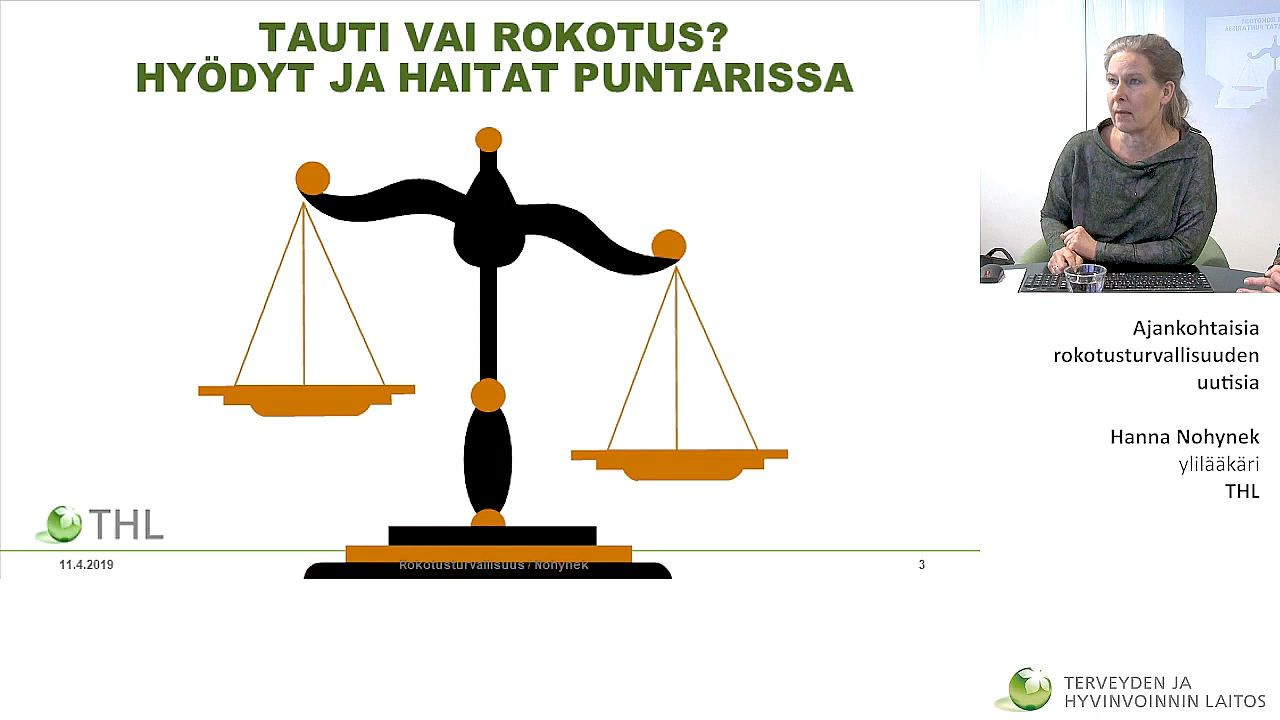 TAUTI VAI ROKOTUS?
HYÖDYT JA HAITAT PUNTARISSA
THL
11.4.2019
Rokotusturvallisuus / Nohynek
3
Ajankohtaisia
rokotusturvallisuuden
uutisia
Hanna Nohynek
ylilääkäri
THL
TERVEYDEN JA
HYVINVOINNIN LAITOS